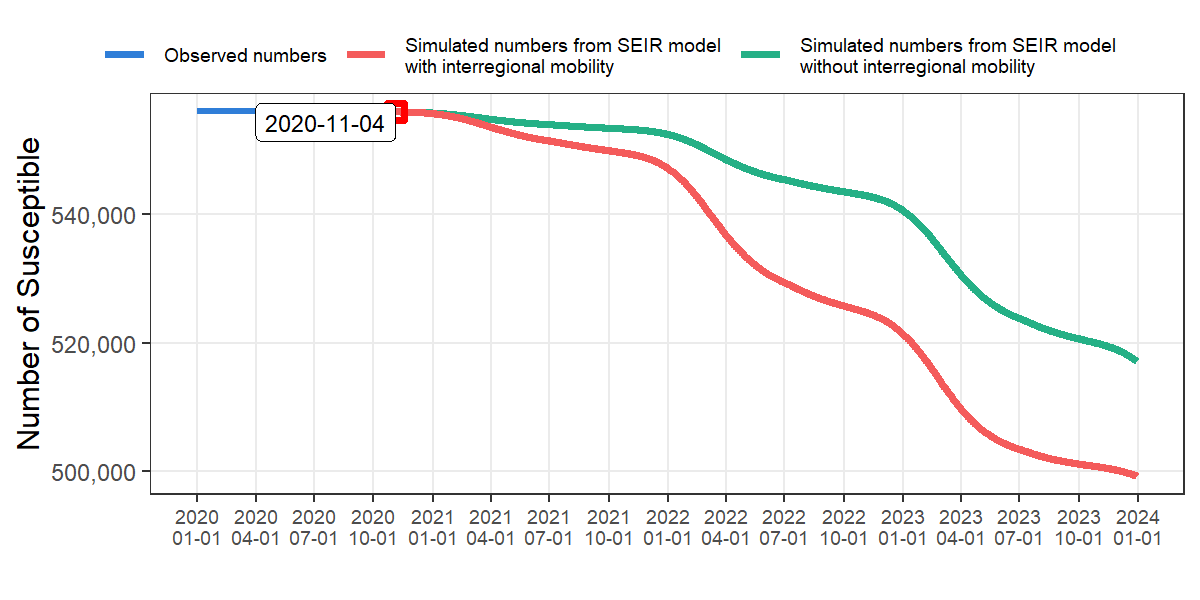 Observed numbers
Simulated numbers from SEIR model
with interregional mobility
Simulated numbers from SEIR model
without interregional mobility
2020-11-04
Number of Susceptible
540,000
520,000
500,000
2020 2020 2020 2020 2021 2021 2021 2021 2022 2022 2022 2022 2023 2023 2023 2023 2024
01-01 04-01 07-01 10-01 01-01 04-01 07-01 10-01 01-01 04-01 07-01 10-01 01-01 04-01 07-01 10-01 01-01